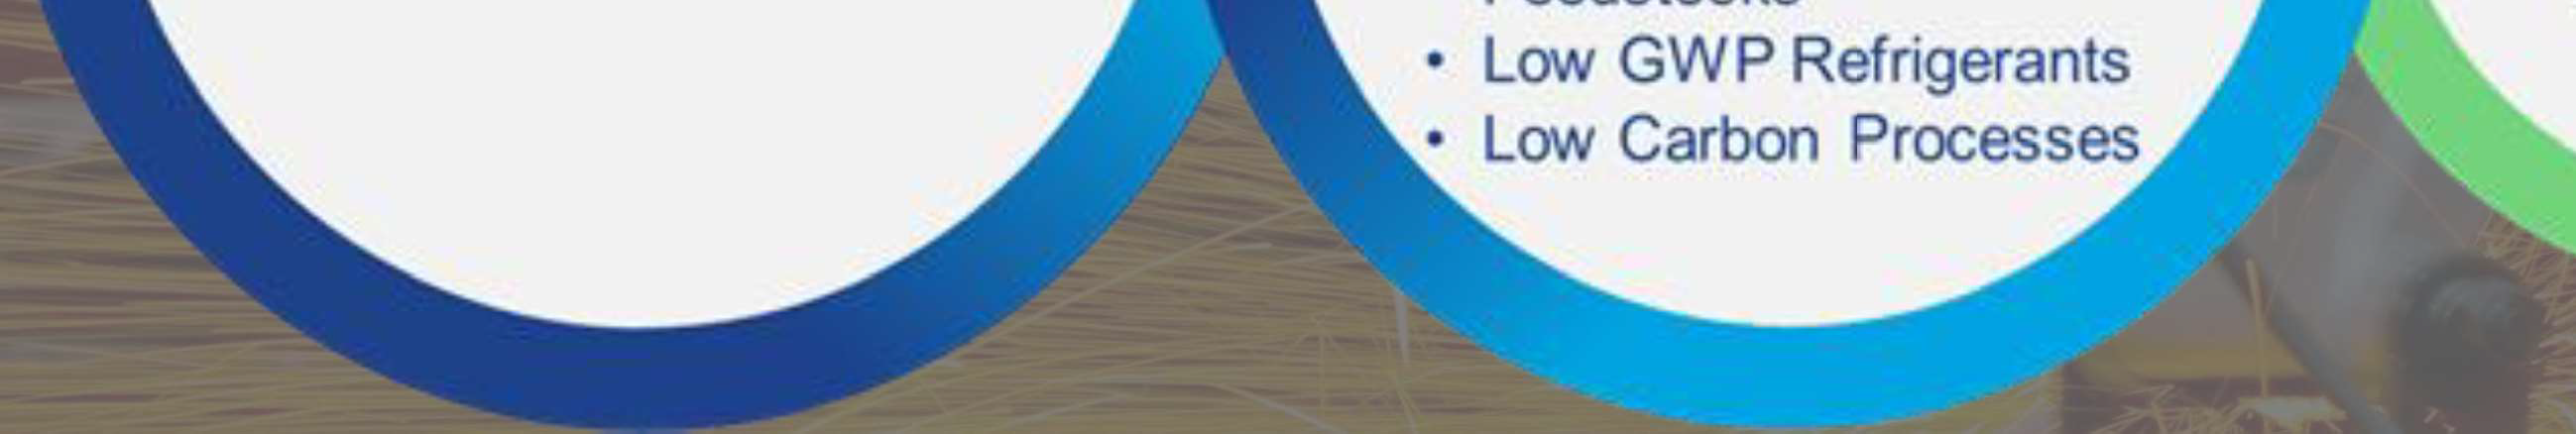 • Low GWP Refrigerants
• Low Carbon Processes